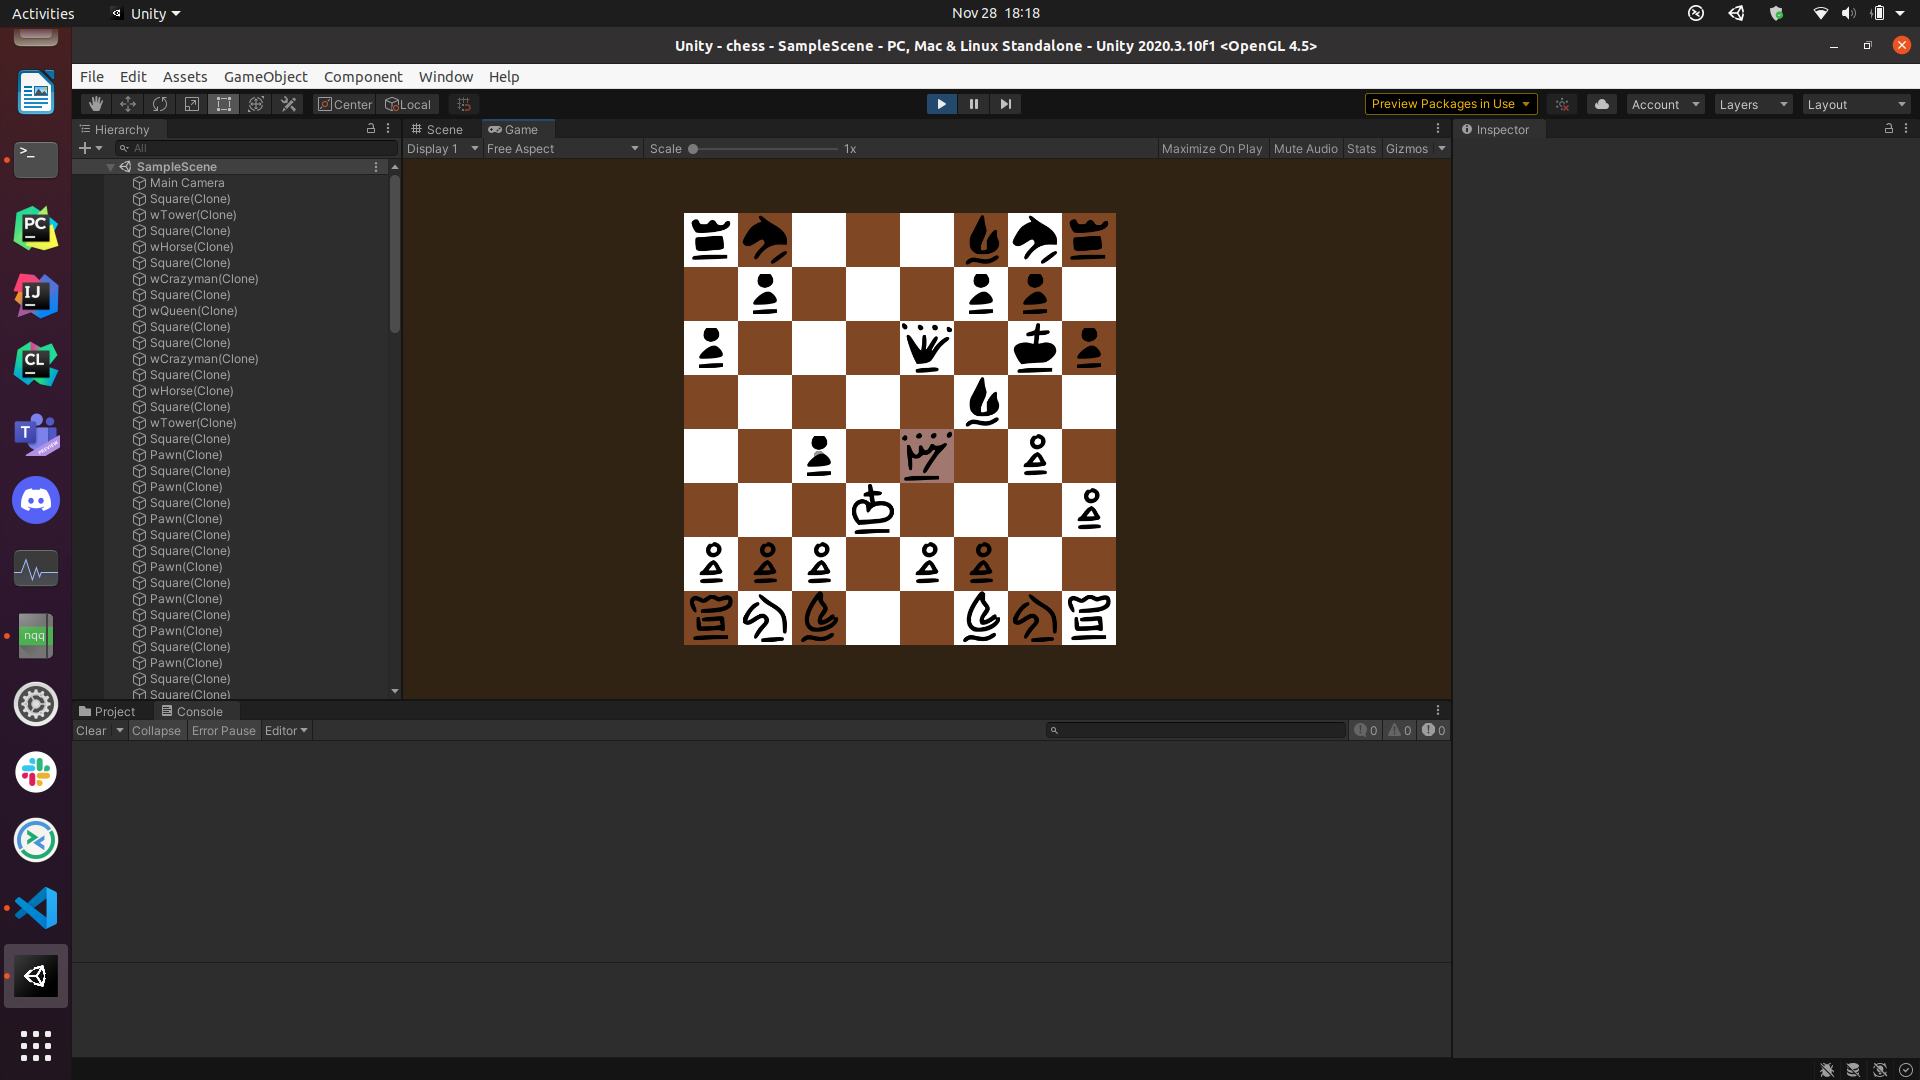 Activities
Unity
Nov 28 18:18
Unity - chess - SampleScene - PC, Mac & Linux Standalone - Unity 2020.3.10f1 <OpenGL 4.5>
File Edit Assets GameObject Component Window Help
Center Local
Preview Packages in Use
Account Layers Layout
Hierarchy
Scene Game
Inspector
All
Display 1 Free Aspect Scale 1x
Maximize On Play Mute Audio Stats Gizmos
SampleScene
Main Camera
Square(Clone)
wTower(Clone)
Square(Clone)
wHorse(Clone)
Square(Clone)
wCrazyman(Clone)
Square(Clone)
wQueen(Clone)
Square(Clone)
Square(Clone)
wCrazyman(Clone)
Square(Clone)
wHorse(Clone)
Square(Clone)
wTower(Clone)
Square(Clone)
Pawn(Clone)
Square(Clone)
Pawn(Clone)
Square(Clone)
Pawn(Clone)
Square(Clone)
Square(Clone)
Pawn(Clone)
Square(Clone)
Pawn(Clone)
Square(Clone)
Pawn(Clone)
Square(Clone)
Pawn(Clone)
Square(Clone)
Square(Clone)
Project Console
Clear Collapse Error Pause Editor
0 0 0
>_
PC
IJ
CL
T
PREVIEW
nqq